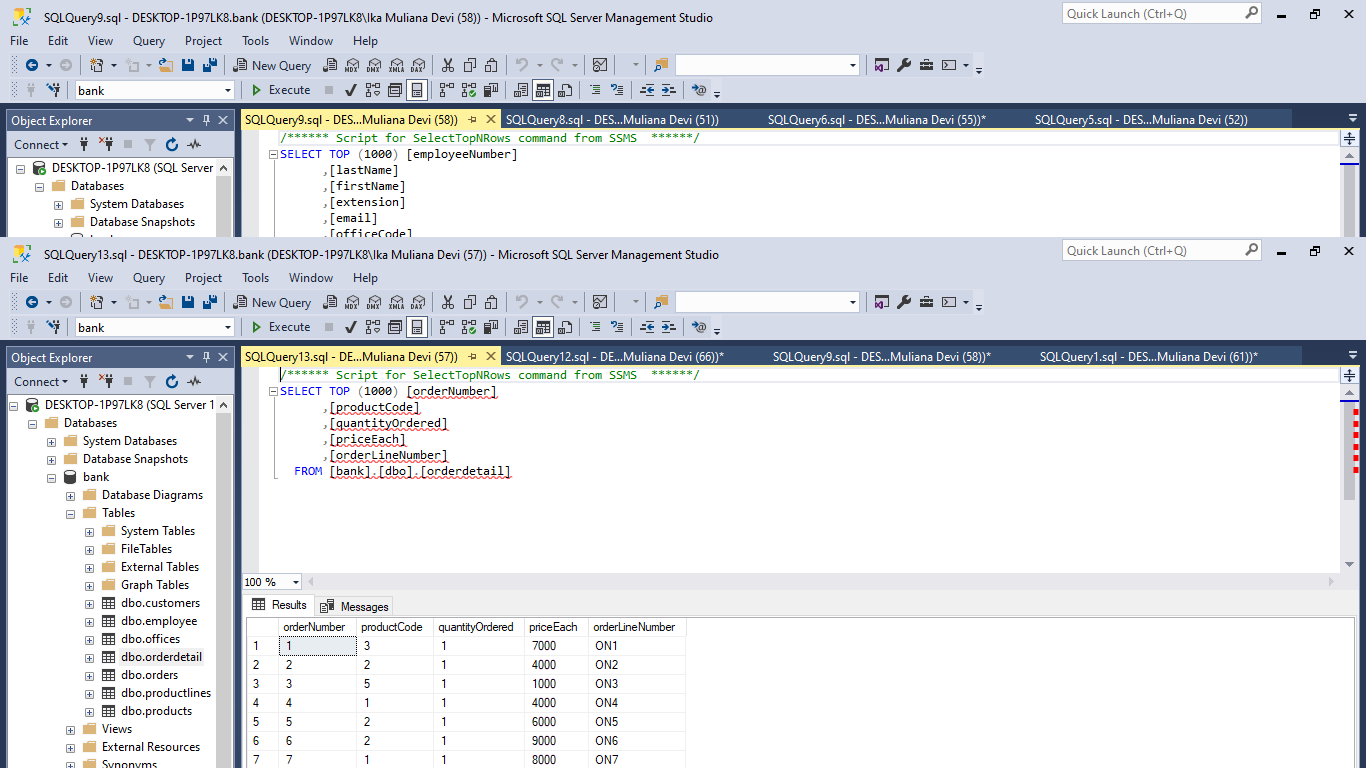 SQLQuery9.sql - DESKTOP-1P97LK8.bank (DESKTOP-1P97LK8\Ika Muliana Devi (58)) - Microsoft SQL Server Management Studio
Quick Launch (Ctrl+Q)
File Edit View Query Project Tools Window Help
New Query MDX DMX XMLA DAX
bank Execute
Object Explorer
SQLQuery9.sql - DES...Muliana Devi (58)) SQLQuery8.sql - DES...Muliana Devi (51)) SQLQuery6.sql - DES...Muliana Devi (55))* SQLQuery5.sql - DES...Muliana Devi (52))
Connect
DESKTOP-1P97LK8 (SQL Server
Databases
System Databases
Database Snapshots
/****** Script for SelectTopNRows command from SSMS ******/
SELECT TOP (1000) [employeeNumber]
,[lastName]
,[firstName]
,[extension]
,[email]
,[officeCode]
SQLQuery13.sql - DESKTOP-1P97LK8.bank (DESKTOP-1P97LK8\Ika Muliana Devi (57)) - Microsoft SQL Server Management Studio
Quick Launch (Ctrl+Q)
File Edit View Query Project Tools Window Help
New Query MDX DMX XMLA DAX
bank Execute
Object Explorer
SQLQuery13.sql - DE...Muliana Devi (57)) SQLQuery12.sql - DE...Muliana Devi (66))* SQLQuery9.sql - DES...Muliana Devi (58))* SQLQuery1.sql - DES...Muliana Devi (61))*
Connect
DESKTOP-1P97LK8 (SQL Server 1
Databases
System Databases
Database Snapshots
bank
Database Diagrams
Tables
System Tables
FileTables
External Tables
Graph Tables
dbo.customers
dbo.employee
dbo.offices
dbo.orderdetail
dbo.orders
dbo.productlines
dbo.products
Views
External Resources
Synonyms
/****** Script for SelectTopNRows command from SSMS ******/
SELECT TOP (1000) [orderNumber]
,[productCode]
,[quantityOrdered]
,[priceEach]
,[orderLineNumber]
FROM [bank].[dbo].[orderdetail]
100 %
Results Messages
orderNumber productCode quantityOrdered priceEach orderLineNumber
1 1 3 1 7000 ON1
2 2 2 1 4000 ON2
3 3 5 1 1000 ON3
4 4 1 1 4000 ON4
5 5 2 1 6000 ON5
6 6 2 1 9000 ON6
7 7 1 1 8000 ON7